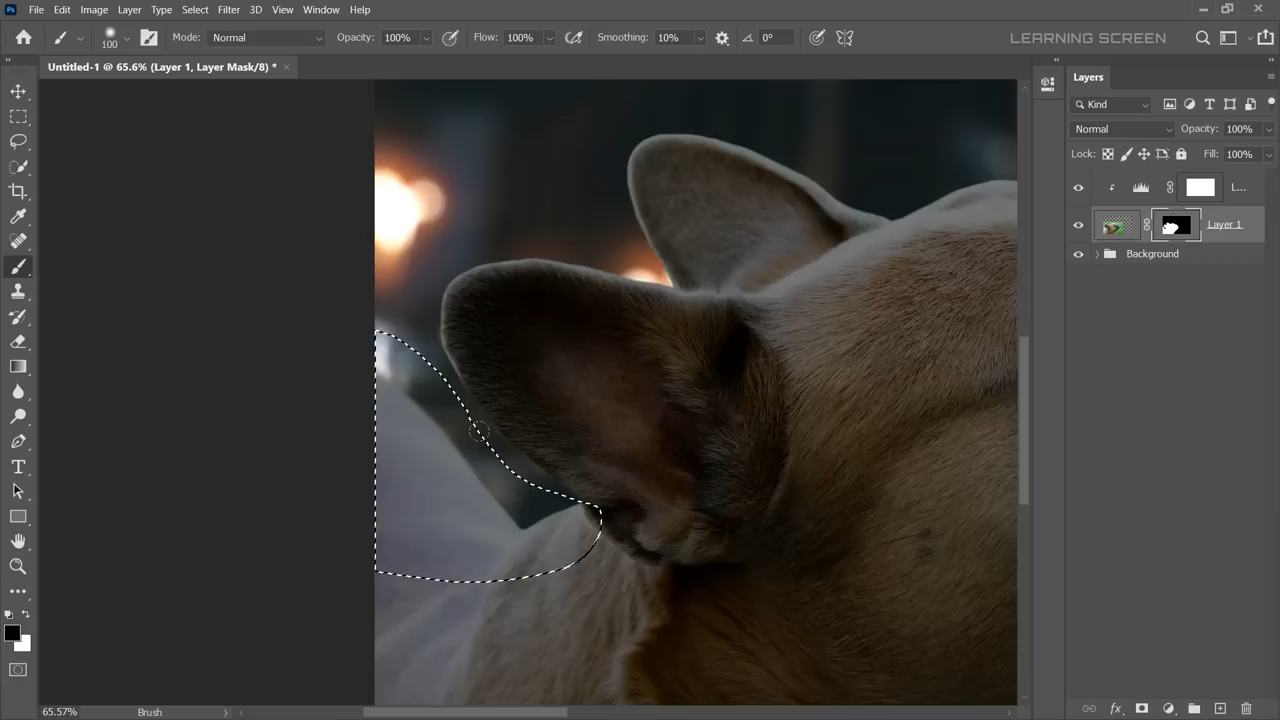 Ps File Edit Image Layer Type Select Filter 3D View Window Help
100 Mode: Normal Opacity: 100% Flow: 100% Smoothing: 10% 0° LEARNING SCREEN
Untitled-1 @ 65.6% (Layer 1, Layer Mask/8) *
Layers
Kind
Normal Opacity: 100%
Lock: Fill: 100%
L...
Layer 1
Background
65.57% Brush